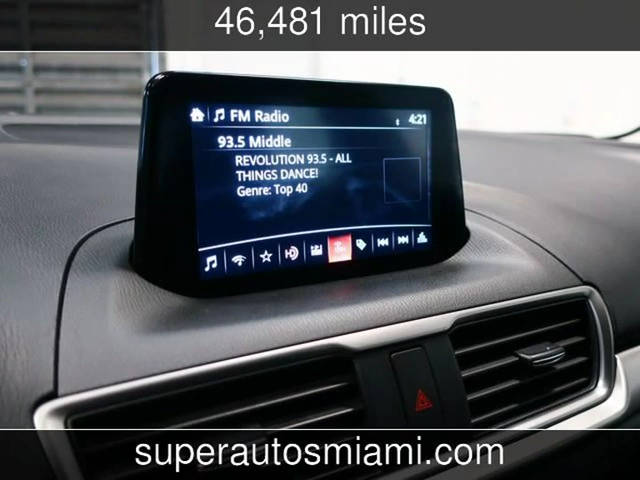 46,481 miles
FM Radio
4:21
93.5 Middle
REVOLUTION 93.5 - ALL
THINGS DANCE!
Genre: Top 40
superautosmiami.com